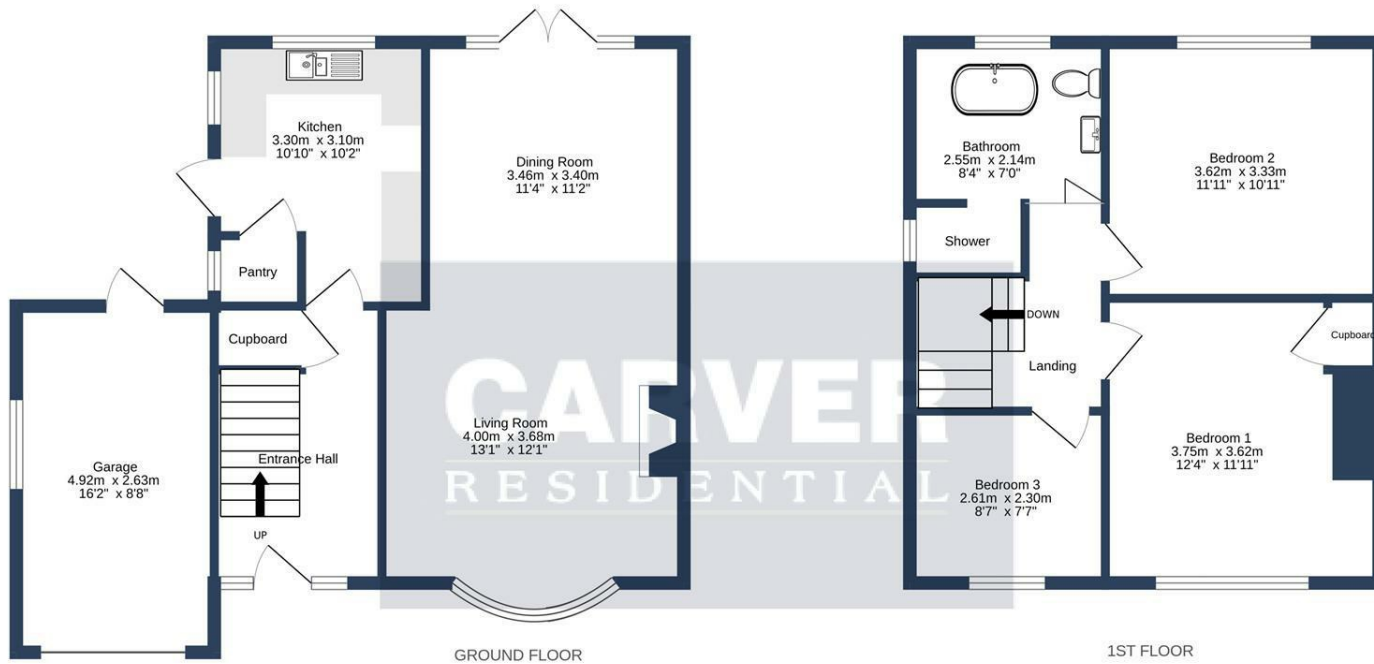 Kitchen
3.30m x 3.10m
10'10" x 10'2"
Dining Room
3.46m x 3.40m
11'4" x 11'2"
Pantry
Cupboard
Living Room
4.00m x 3.68m
13'1" x 12'1"
Garage
4.92m x 2.63m
16'2" x 8'8"
Entrance Hall
UP
GROUND FLOOR
CARVER
RESIDENTIAL
Bathroom
2.55m x 2.14m
8'4" x 7'0"
Bedroom 2
3.62m x 3.33m
11'11" x 10'11"
Shower
DOWN
Landing
Cupboard
Bedroom 1
3.75m x 3.62m
12'4" x 11'11"
Bedroom 3
2.61m x 2.30m
8'7" x 7'7"
1ST FLOOR